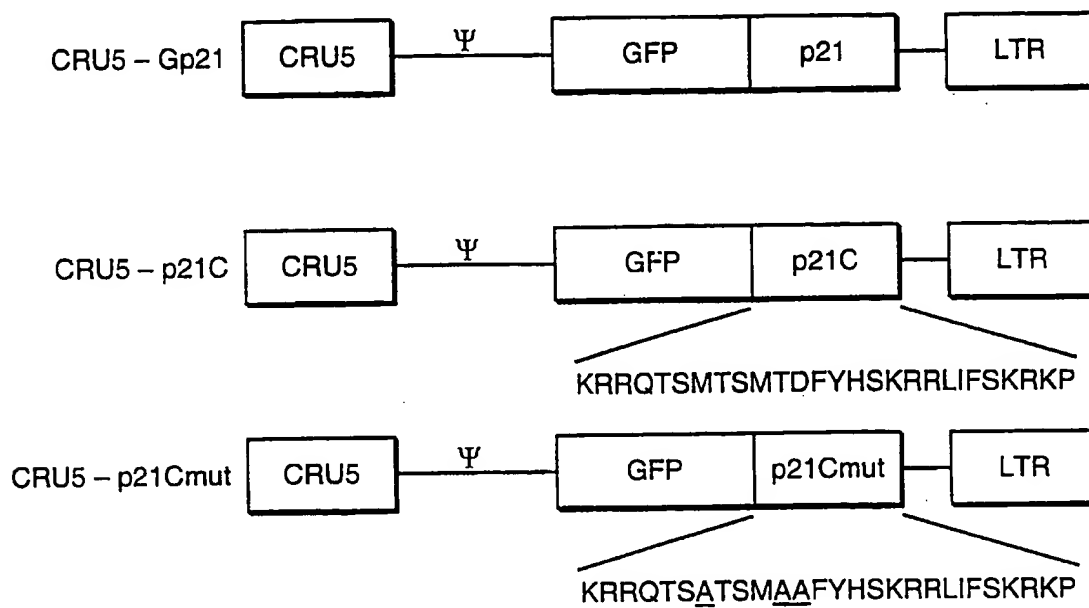 CRU5 – Gp21 CRU5 Ψ GFP p21 LTR
CRU5 – p21C CRU5 Ψ GFP p21C LTR
KRRQTSMTSMTDFYHSKRRLIFSKRKP
CRU5 – p21Cmut CRU5 Ψ GFP p21Cmut LTR
KRRQTSATSMAAFYHSKRRLIFSKRKP